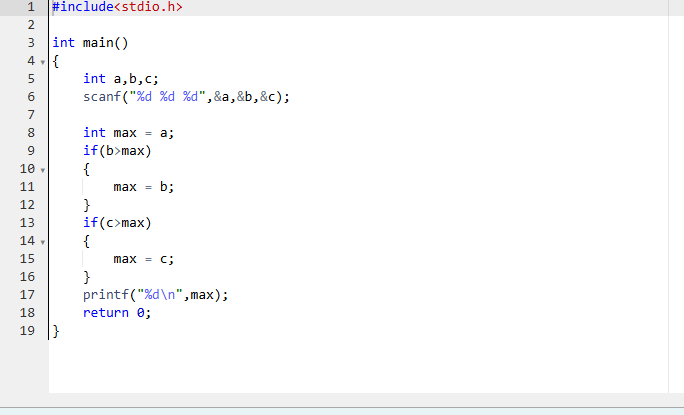 1 #include<stdio.h>
2
3 int main()
4 {
5     int a,b,c;
6     scanf("%d %d %d",&a,&b,&c);
7
8     int max = a;
9     if(b>max)
10     {
11         max = b;
12     }
13     if(c>max)
14     {
15         max = c;
16     }
17     printf("%d\n",max);
18     return 0;
19 }